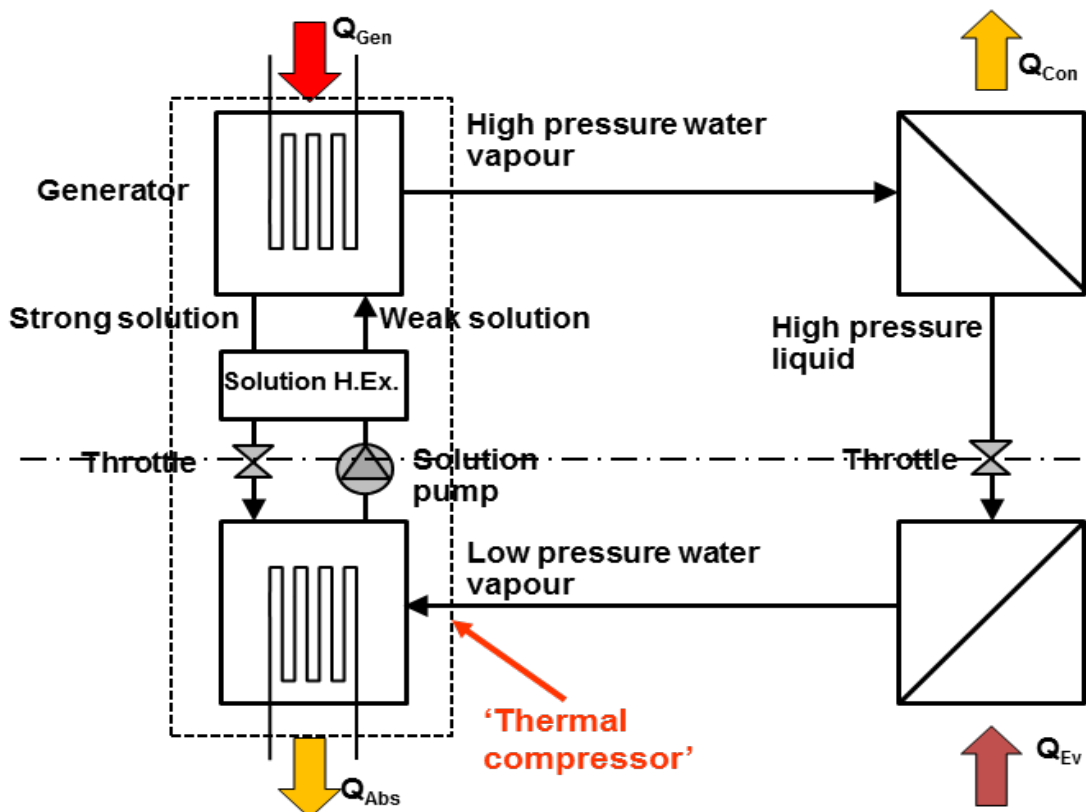 QGen
QCon
High pressure water
vapour
Generator
Strong solution
Weak solution
High pressure
liquid
Solution H.Ex.
Throttle
Solution
pump
Throttle
Low pressure water
vapour
‘Thermal
compressor’
QEv
QAbs